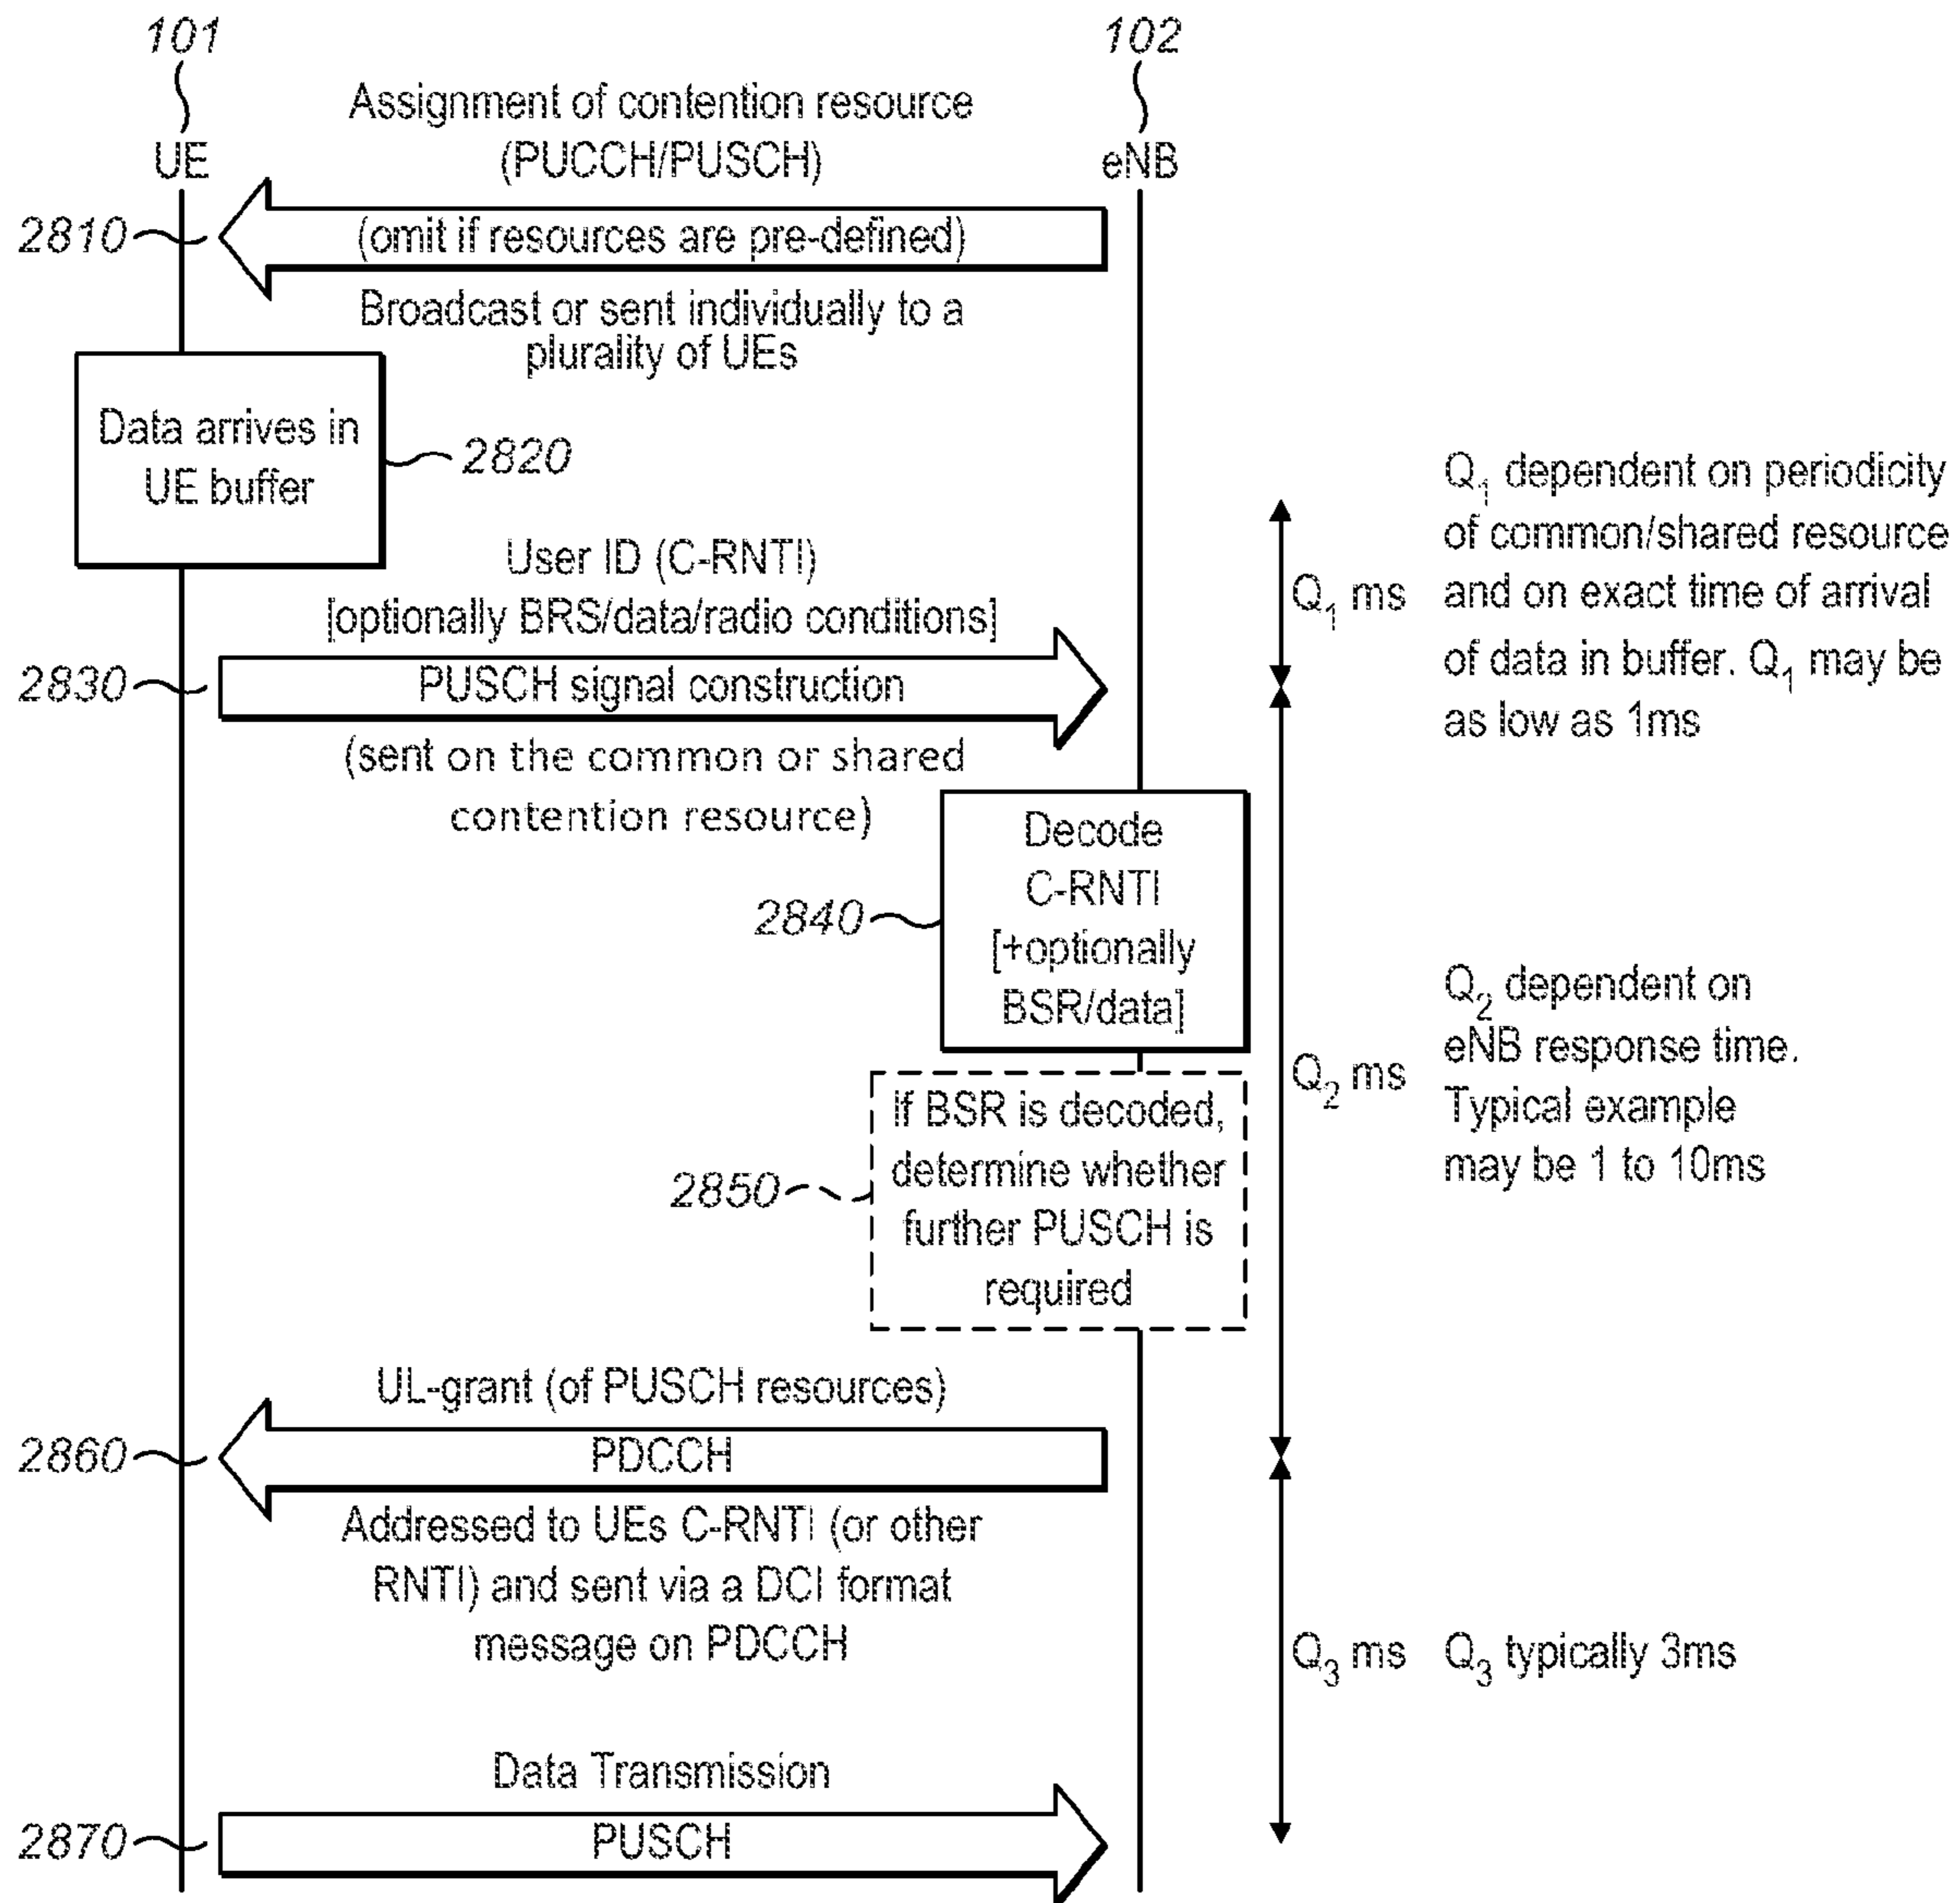 101
102
Assignment of contention resource
(PUCCH/PUSCH)
UE
eNB
2810
(omit if resources are pre-defined)
Broadcast or sent individually to a
plurality of UEs
Data arrives in
UE buffer
2820
User ID (C-RNTI)
[optionally BRS/data/radio conditions]
2830
PUSCH signal construction
(sent on the common or shared
contention resource)
Q1 ms
Q1 dependent on periodicity
of common/shared resource
and on exact time of arrival
of data in buffer. Q1 may be
as low as 1ms
Decode
C-RNTI
[+optionally
BSR/data]
2840
If BSR is decoded,
determine whether
further PUSCH is
required
2850
Q2 ms
Q2 dependent on
eNB response time.
Typical example
may be 1 to 10ms
UL-grant (of PUSCH resources)
2860
PDCCH
Addressed to UEs C-RNTI (or other
RNTI) and sent via a DCI format
message on PDCCH
Q3 ms
Q3 typically 3ms
Data Transmission
2870
PUSCH